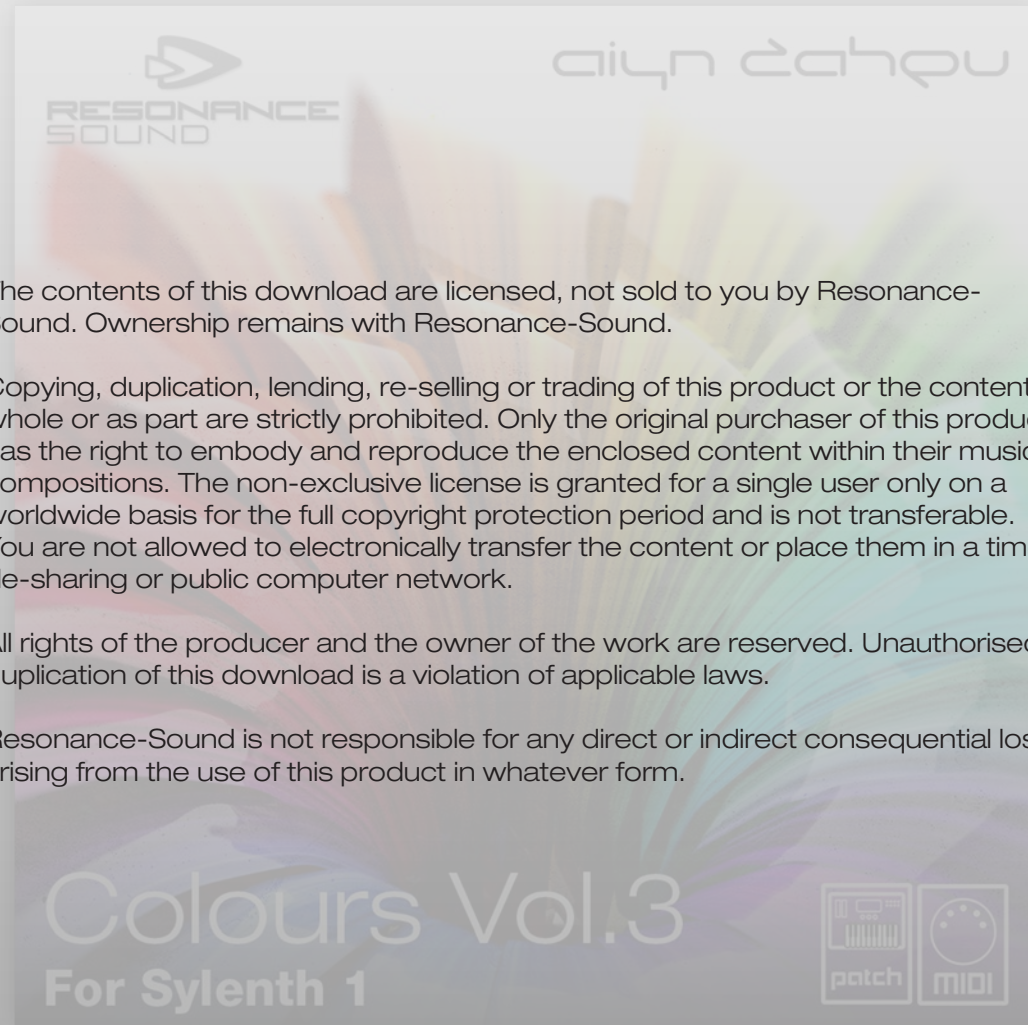 RESONANCE
SOUND
aiyn zahev
he contents of this download are licensed, not sold to you by Resonance-
ound. Ownership remains with Resonance-Sound.
Copying, duplication, lending, re-selling or trading of this product or the content
whole or as part are strictly prohibited. Only the original purchaser of this produc
as the right to embody and reproduce the enclosed content within their music
ompositions. The non-exclusive license is granted for a single user only on a
worldwide basis for the full copyright protection period and is not transferable.
You are not allowed to electronically transfer the content or place them in a tim
le-sharing or public computer network.
All rights of the producer and the owner of the work are reserved. Unauthorised
uplication of this download is a violation of applicable laws.
Resonance-Sound is not responsible for any direct or indirect consequential los
rising from the use of this product in whatever form.
Colours Vol.3
For Sylenth 1
patch
MIDI